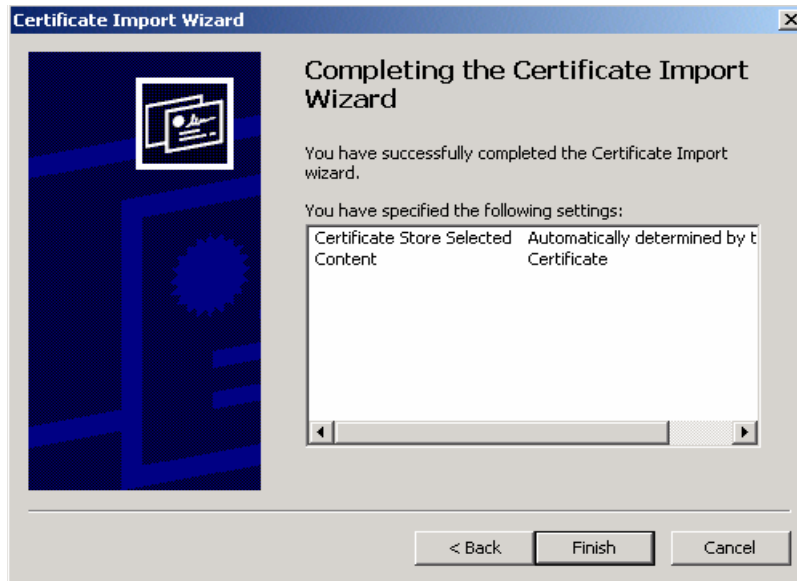 Certificate Import Wizard
Completing the Certificate Import
Wizard
You have successfully completed the Certificate Import
wizard.
You have specified the following settings:
Certificate Store Selected Automatically determined by t
Content Certificate
< Back Finish Cancel